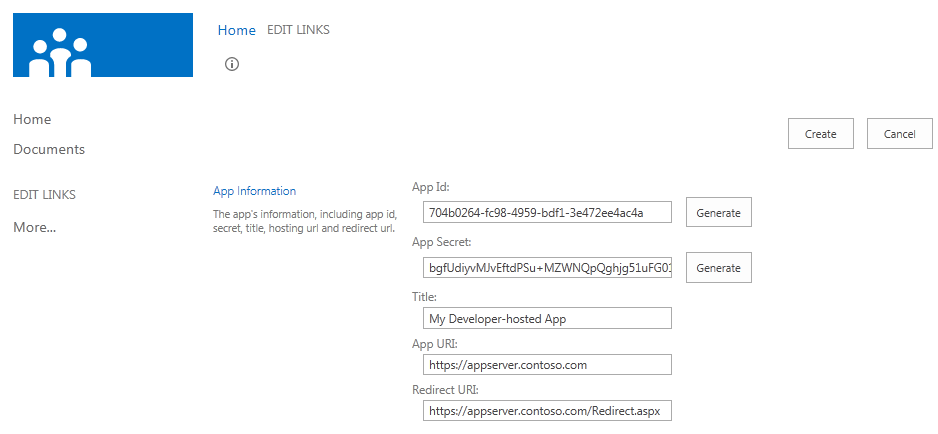 Home EDIT LINKS
Home
Documents
EDIT LINKS
More...
Create Cancel
App Information
The app's information, including app id,
secret, title, hosting url and redirect url.
App Id:
704b0264-fc98-4959-bdf1-3e472ee4ac4a Generate
App Secret:
bgfUdiyvMJvEftdPSu+MZWNQpQghjg51uFG01 Generate
Title:
My Developer-hosted App
App URI:
https://appserver.contoso.com
Redirect URI:
https://appserver.contoso.com/Redirect.aspx